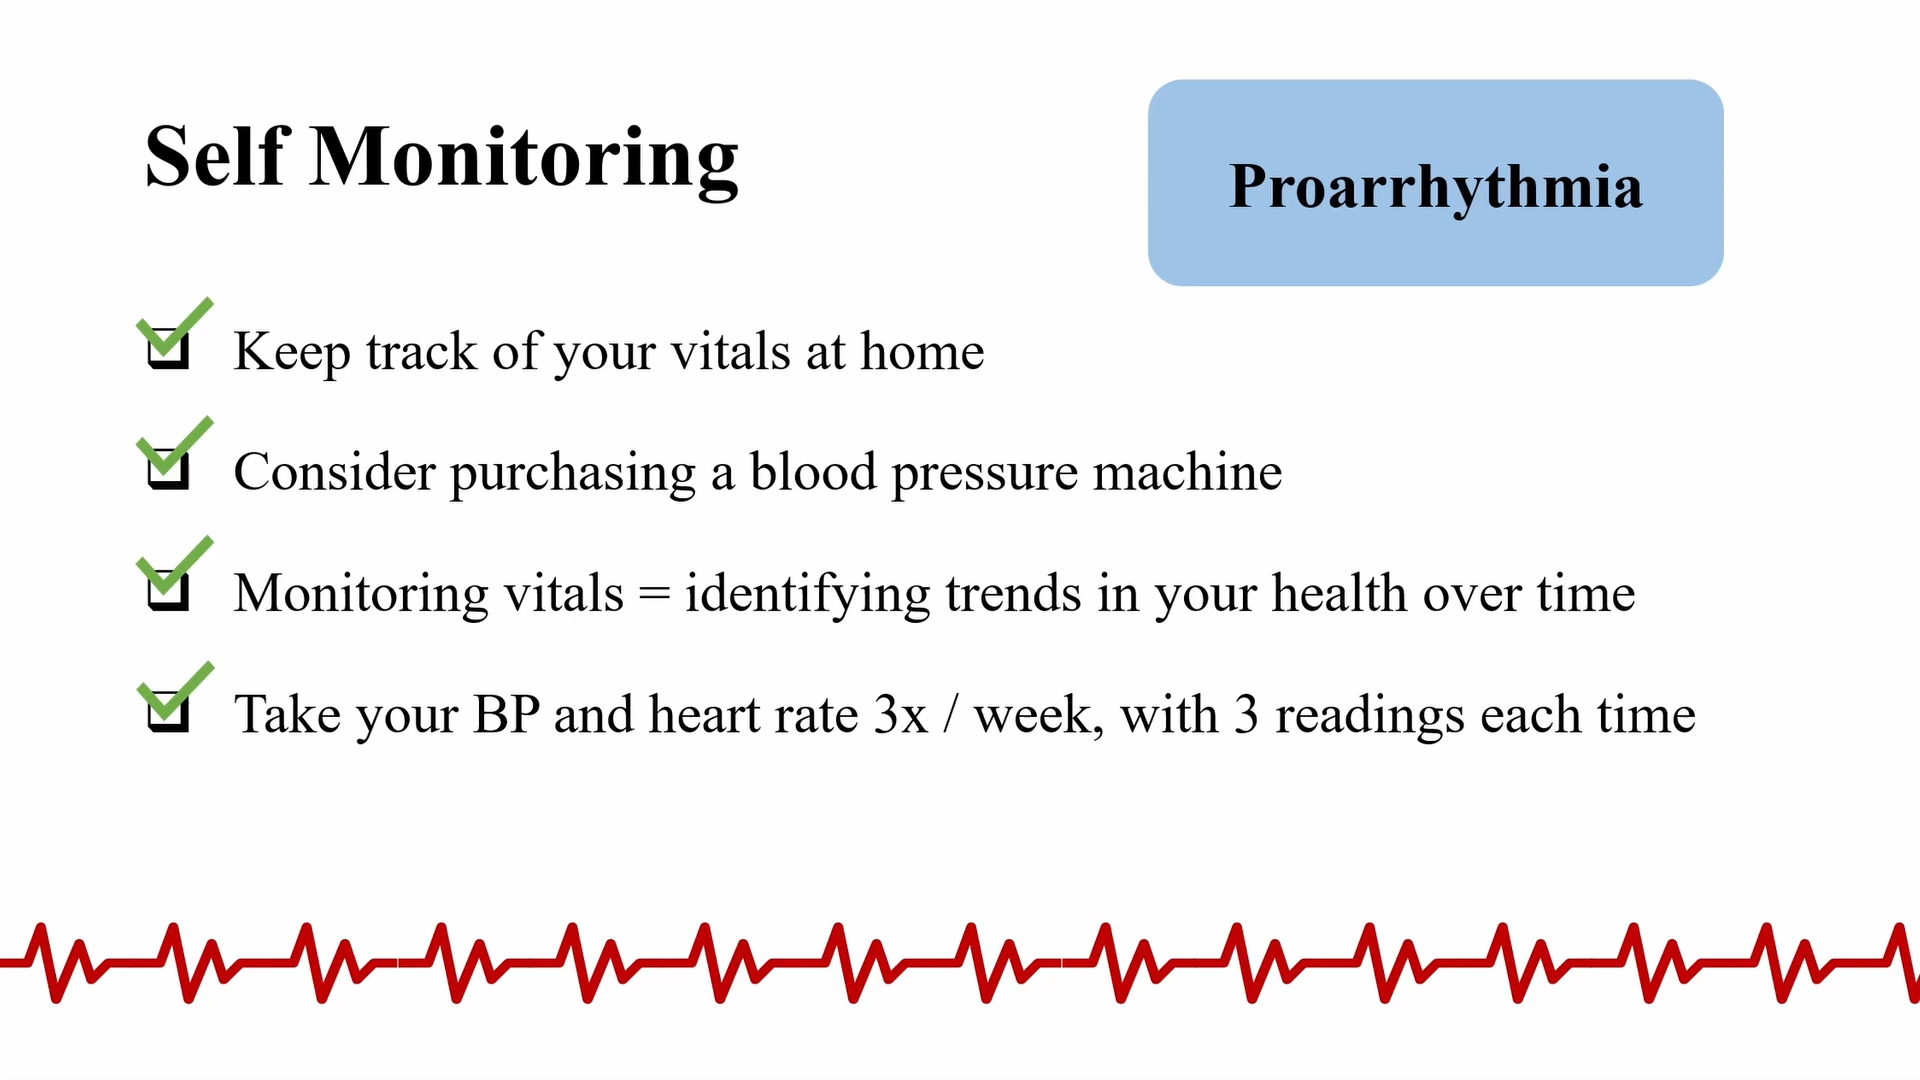 Self Monitoring
Proarrhythmia
Keep track of your vitals at home
Consider purchasing a blood pressure machine
Monitoring vitals = identifying trends in your health over time
Take your BP and heart rate 3x / week, with 3 readings each time